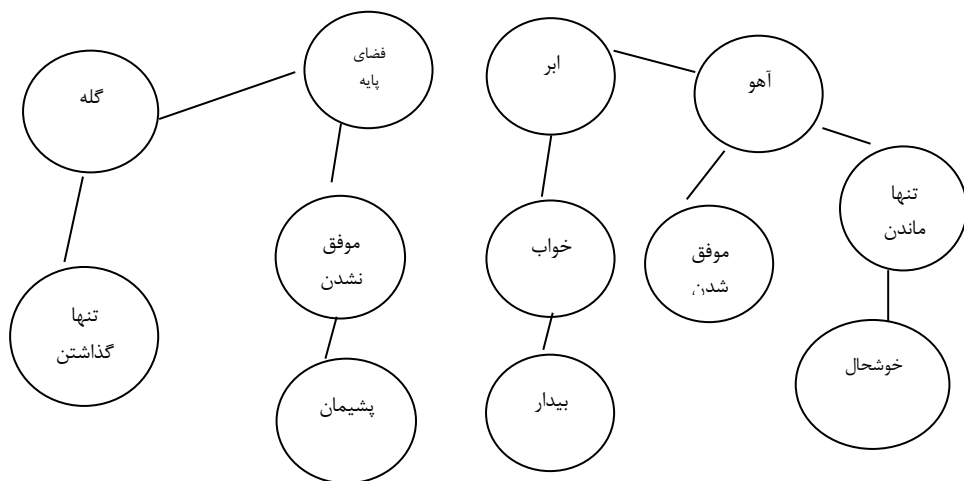 آهو
ابر
فضای
پایه
گله
تنها
ماندن
موفق
شدن
خواب
موفق
نشدن
تنها
گذاشتن
خوشحال
بیدار
پشیمان